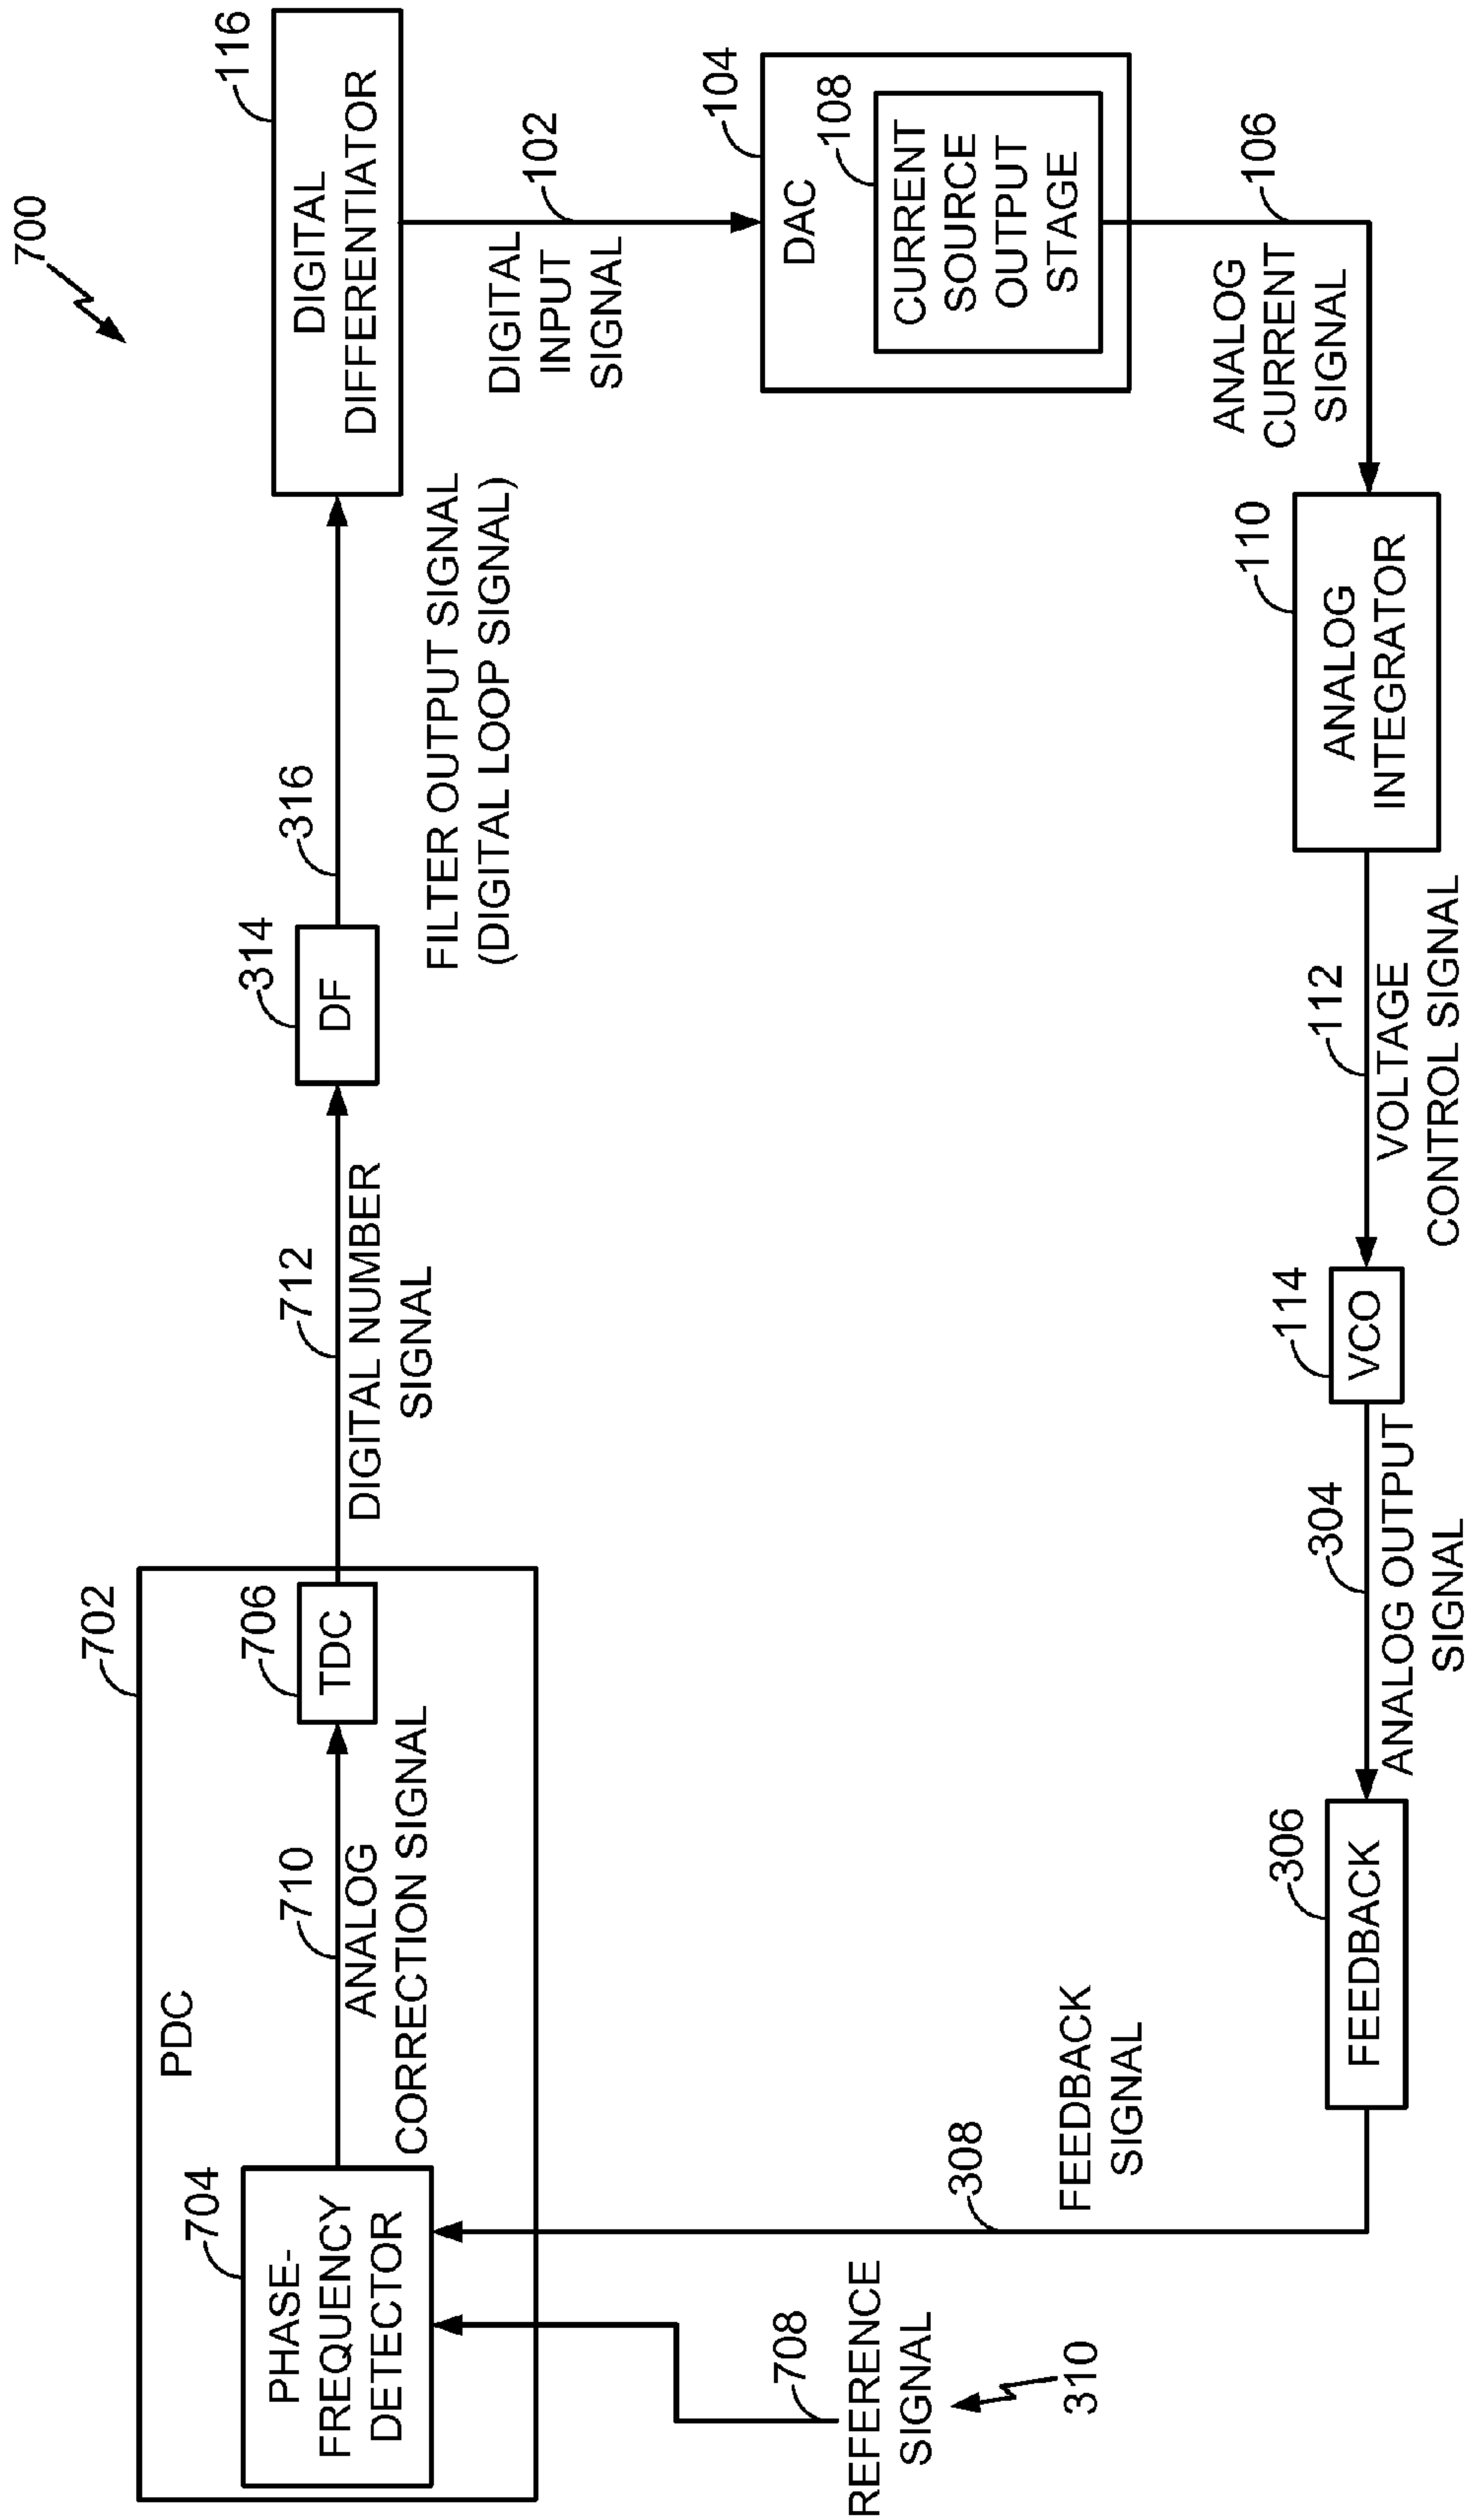 700
702
PDC
704
PHASE-
FREQUENCY
DETECTOR
710
ANALOG
CORRECTION SIGNAL
706
TDC
712
DIGITAL NUMBER
SIGNAL
314
DF
316
FILTER OUTPUT SIGNAL
(DIGITAL LOOP SIGNAL)
116
DIGITAL
DIFFERENTIATOR
DIGITAL
INPUT
SIGNAL
102
104
DAC
108
CURRENT
SOURCE
OUTPUT
STAGE
ANALOG
CURRENT
SIGNAL
106
110
ANALOG
INTEGRATOR
112
VOLTAGE
CONTROL SIGNAL
114
VCO
304
ANALOG OUTPUT
SIGNAL
306
FEEDBACK
308
FEEDBACK
SIGNAL
708
REFERENCE
SIGNAL
310